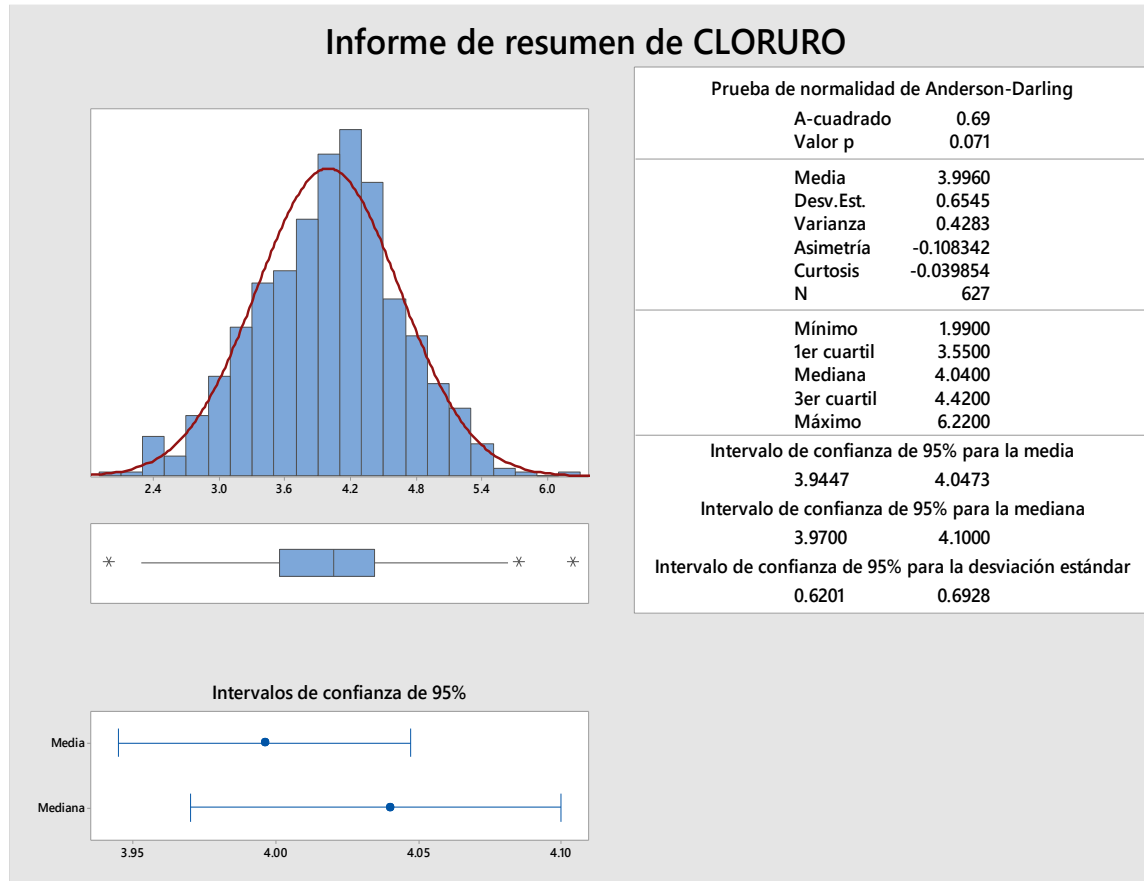 Informe de resumen de CLORURO
2.4 3.0 3.6 4.2 4.8 5.4 6.0
Intervalos de confianza de 95%
Media
Mediana
3.95 4.00 4.05 4.10
Prueba de normalidad de Anderson-Darling
A-cuadrado 0.69
Valor p 0.071
Media 3.9960
Desv.Est. 0.6545
Varianza 0.4283
Asimetría -0.108342
Curtosis -0.039854
N 627
Mínimo 1.9900
1er cuartil 3.5500
Mediana 4.0400
3er cuartil 4.4200
Máximo 6.2200
Intervalo de confianza de 95% para la media
3.9447 4.0473
Intervalo de confianza de 95% para la mediana
3.9700 4.1000
Intervalo de confianza de 95% para la desviación estándar
0.6201 0.6928